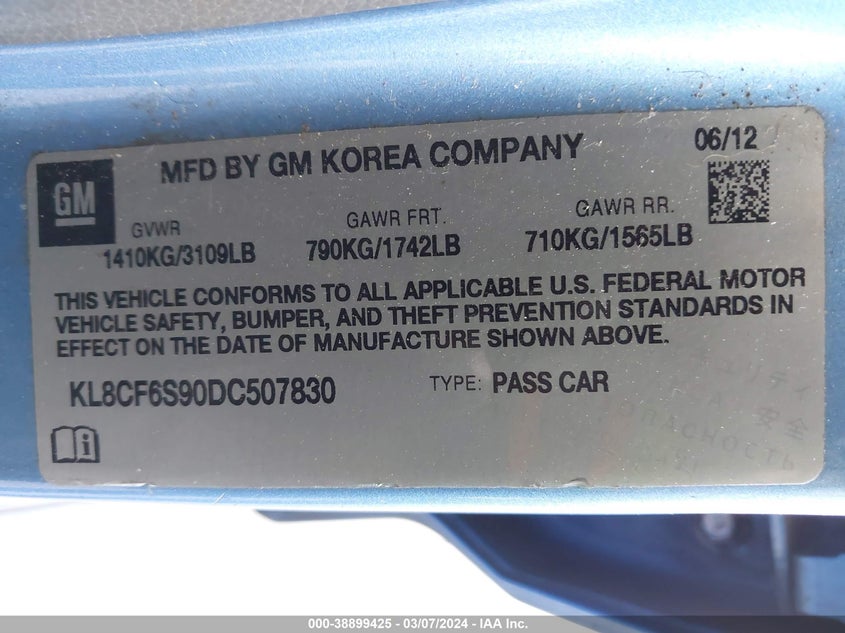 MFD BY GM KOREA COMPANY
06/12
GM
GVWR
GAWR FRT.
GAWR RR.
1410KG/3109LB
790KG/1742LB
710KG/1565LB
THIS VEHICLE CONFORMS TO ALL APPLICABLE U.S. FEDERAL MOTOR
VEHICLE SAFETY, BUMPER, AND THEFT PREVENTION STANDARDS IN
EFFECT ON THE DATE OF MANUFACTURE SHOWN ABOVE.
KL8CF6S90DC507830
TYPE: PASS CAR
安全
000-38899425 - 03/07/2024 - IAA Inc.